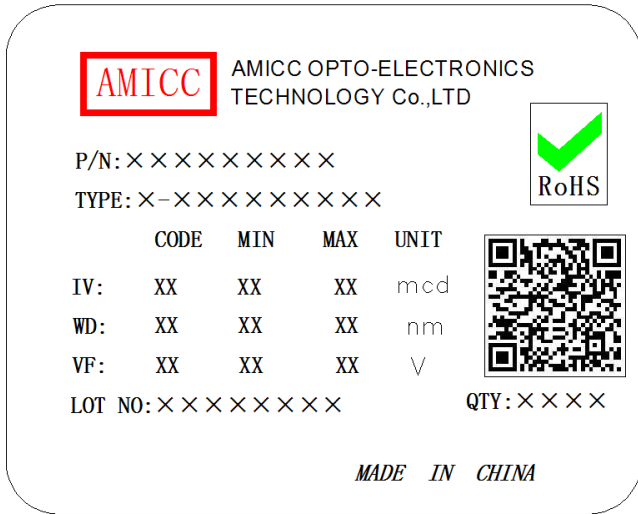 AMICC
AMICC OPTO-ELECTRONICS
TECHNOLOGY Co.,LTD
RoHS
P/N:×××××××××
TYPE:×-×××××××××
CODE MIN MAX UNIT
IV: XX XX XX mcd
WD: XX XX XX nm
VF: XX XX XX V
LOT NO:××××××××
QTY:××××
MADE IN CHINA